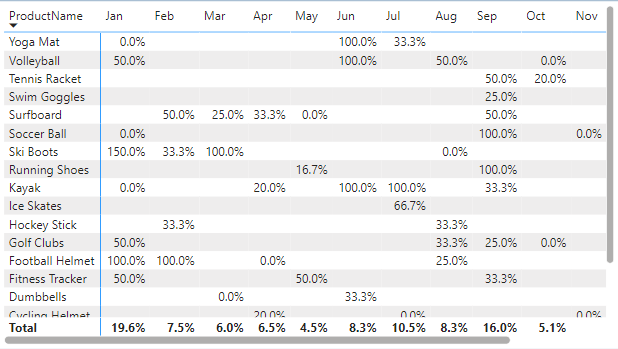 ProductName Jan Feb Mar Apr May Jun Jul Aug Sep Oct Nov
Yoga Mat 0.0% 100.0% 33.3%
Volleyball 50.0% 100.0% 50.0% 0.0%
Tennis Racket 50.0% 20.0%
Swim Goggles 25.0%
Surfboard 50.0% 25.0% 33.3% 0.0% 50.0%
Soccer Ball 0.0% 100.0% 0.0%
Ski Boots 150.0% 33.3% 100.0% 0.0%
Running Shoes 16.7% 100.0%
Kayak 0.0% 20.0% 100.0% 100.0% 33.3%
Ice Skates 66.7%
Hockey Stick 33.3% 33.3%
Golf Clubs 50.0% 33.3% 25.0% 0.0%
Football Helmet 100.0% 100.0% 0.0% 25.0%
Fitness Tracker 50.0% 50.0% 33.3%
Dumbbells 0.0% 33.3%
Cycling Helmet 20.0% 0.0% 0.0%
Total 19.6% 7.5% 6.0% 6.5% 4.5% 8.3% 10.5% 8.3% 16.0% 5.1%